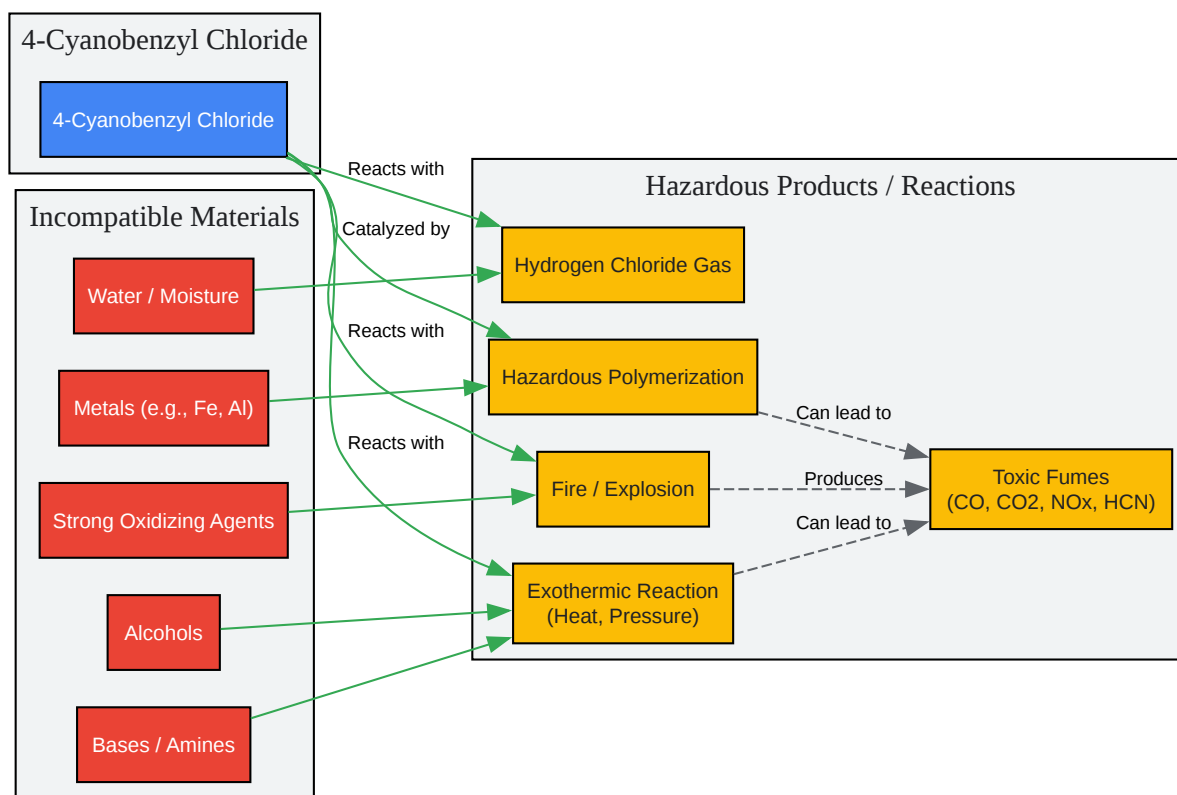 4-Cyanobenzyl Chloride
4-Cyanobenzyl Chloride
Incompatible Materials
Water / Moisture
Metals (e.g., Fe, Al)
Strong Oxidizing Agents
Alcohols
Bases / Amines
Reacts with
Catalyzed by
Reacts with
Reacts with
Hazardous Products / Reactions
Hydrogen Chloride Gas
Hazardous Polymerization
Fire / Explosion
Exothermic Reaction
(Heat, Pressure)
Can lead to
Produces
Can lead to
Toxic Fumes
(CO, CO2, NOx, HCN)